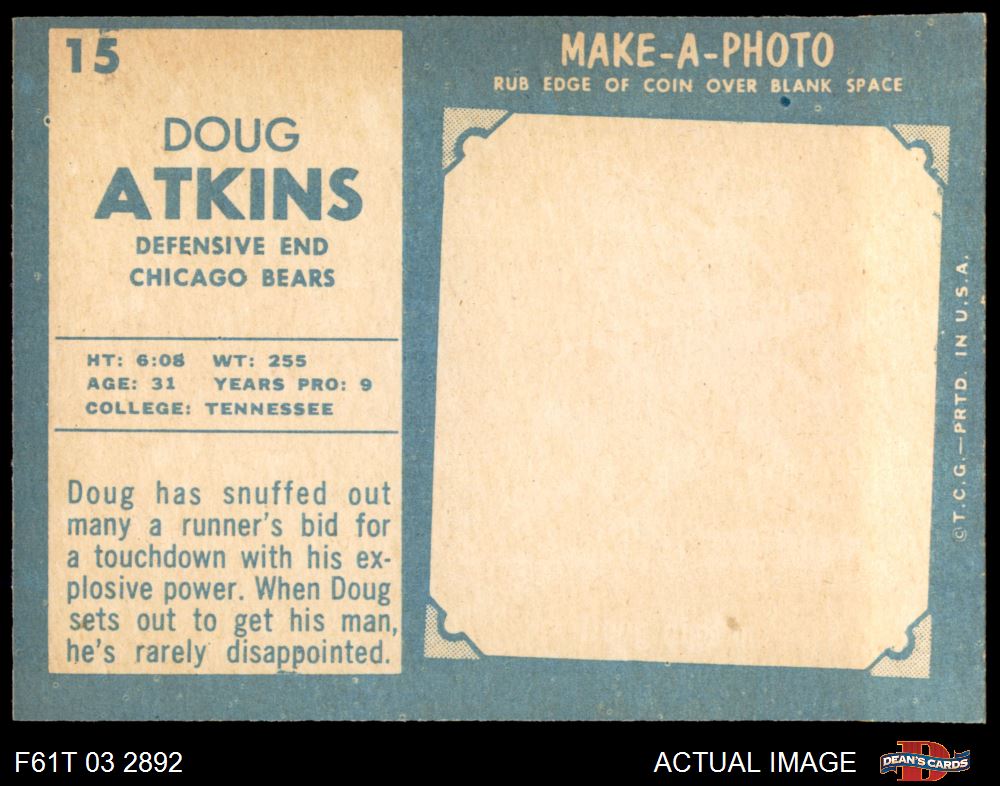 15
DOUG
ATKINS
DEFENSIVE END
CHICAGO BEARS
HT: 6:08 WT: 255
AGE: 31 YEARS PRO: 9
COLLEGE: TENNESSEE
Doug has snuffed out
many a runner's bid for
a touchdown with his ex-
plosive power. When Doug
sets out to get his man,
he's rarely disappointed.
MAKE-A-PHOTO
RUB EDGE OF COIN OVER BLANK SPACE
©T.C.G.—PRTD. IN U.S.A.
F61T 03 2892
ACTUAL IMAGE
DEAN'S CARDS